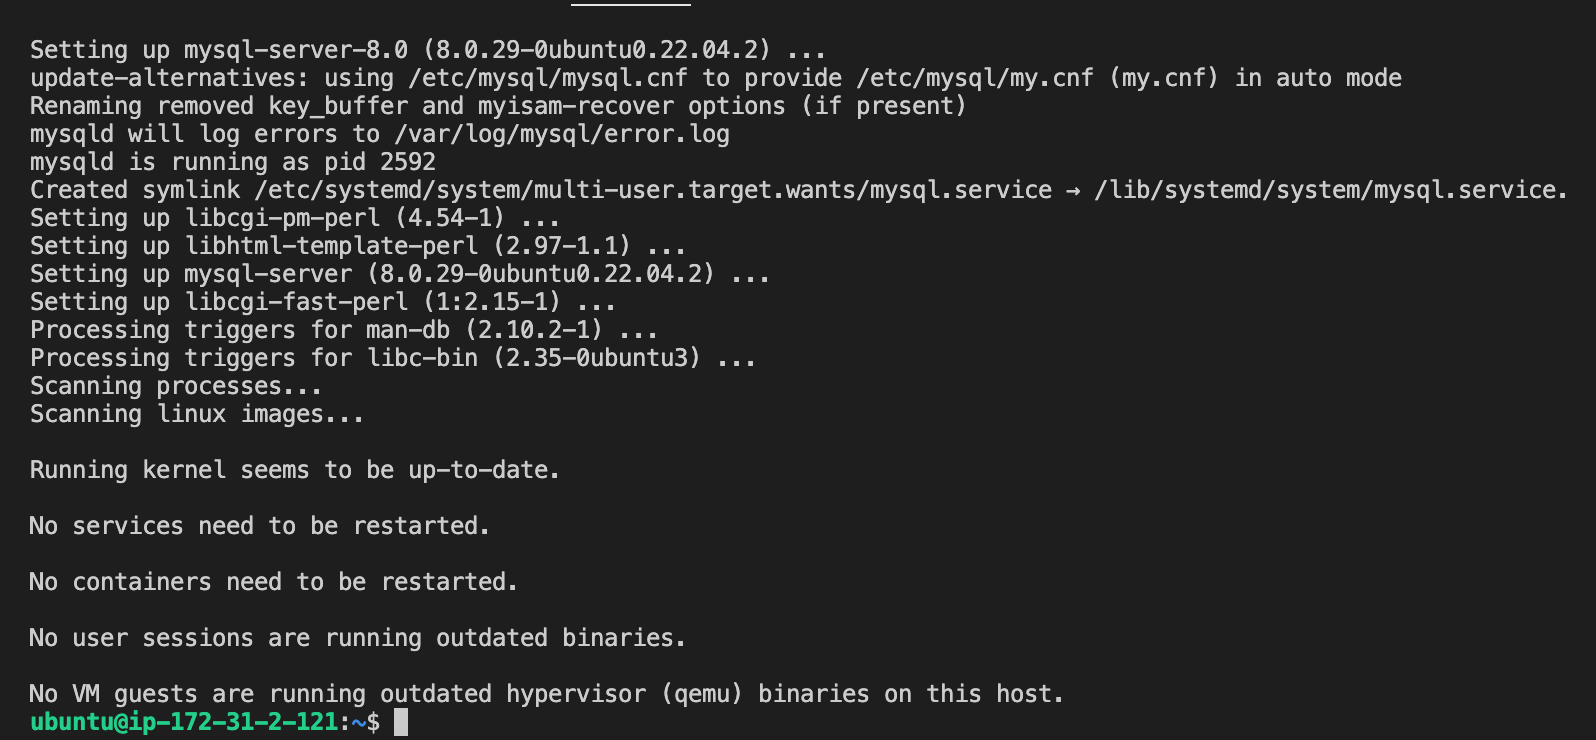 Setting up mysql-server-8.0 (8.0.29-0ubuntu0.22.04.2) ...
update-alternatives: using /etc/mysql/mysql.cnf to provide /etc/mysql/my.cnf (my.cnf) in auto mode
Renaming removed key_buffer and myisam-recover options (if present)
mysqld will log errors to /var/log/mysql/error.log
mysqld is running as pid 2592
Created symlink /etc/systemd/system/multi-user.target.wants/mysql.service → /lib/systemd/system/mysql.service.
Setting up libcgi-pm-perl (4.54-1) ...
Setting up libhtml-template-perl (2.97-1.1) ...
Setting up mysql-server (8.0.29-0ubuntu0.22.04.2) ...
Setting up libcgi-fast-perl (1:2.15-1) ...
Processing triggers for man-db (2.10.2-1) ...
Processing triggers for libc-bin (2.35-0ubuntu3) ...
Scanning processes...
Scanning linux images...
Running kernel seems to be up-to-date.
No services need to be restarted.
No containers need to be restarted.
No user sessions are running outdated binaries.
No VM guests are running outdated hypervisor (qemu) binaries on this host.
ubuntu@ip-172-31-2-121:~$